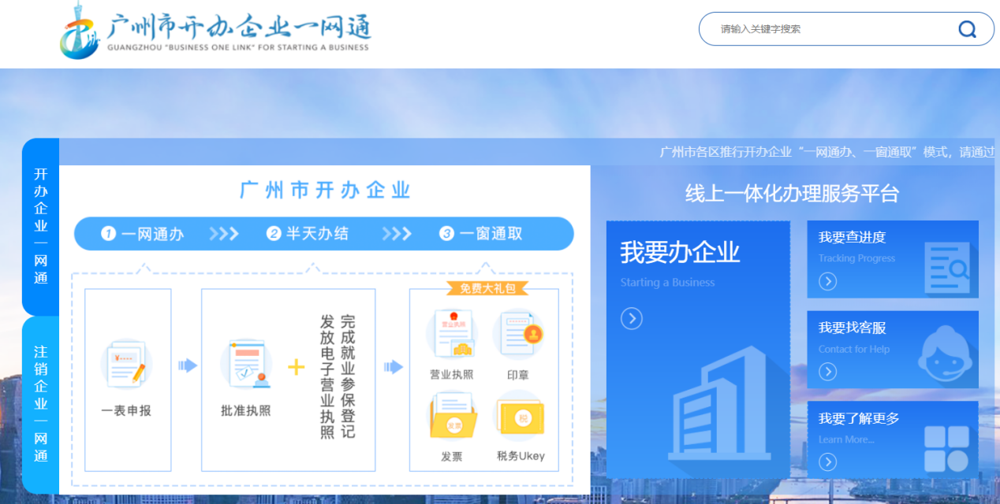 广州市开办企业一网通
GUANGZHOU "BUSINESS ONE LINK" FOR STARTING A BUSINESS
请输入关键字搜索
开办企业一网通
注销企业一网通
广州市各区推行开办企业“一网通办、一窗通取”模式，请通过
广州市开办企业
1 一网通办
2 半天办结
3 一窗通取
一表申报
批准执照
+
完成就业参保登记
发放电子营业执照
免费大礼包
营业执照
营业执照
印章
发票
发票
税
税务Ukey
线上一体化办理服务平台
我要办企业
Starting a Business
我要查进度
Tracking Progress
我要找客服
Contact for Help
我要了解更多
Learn More...